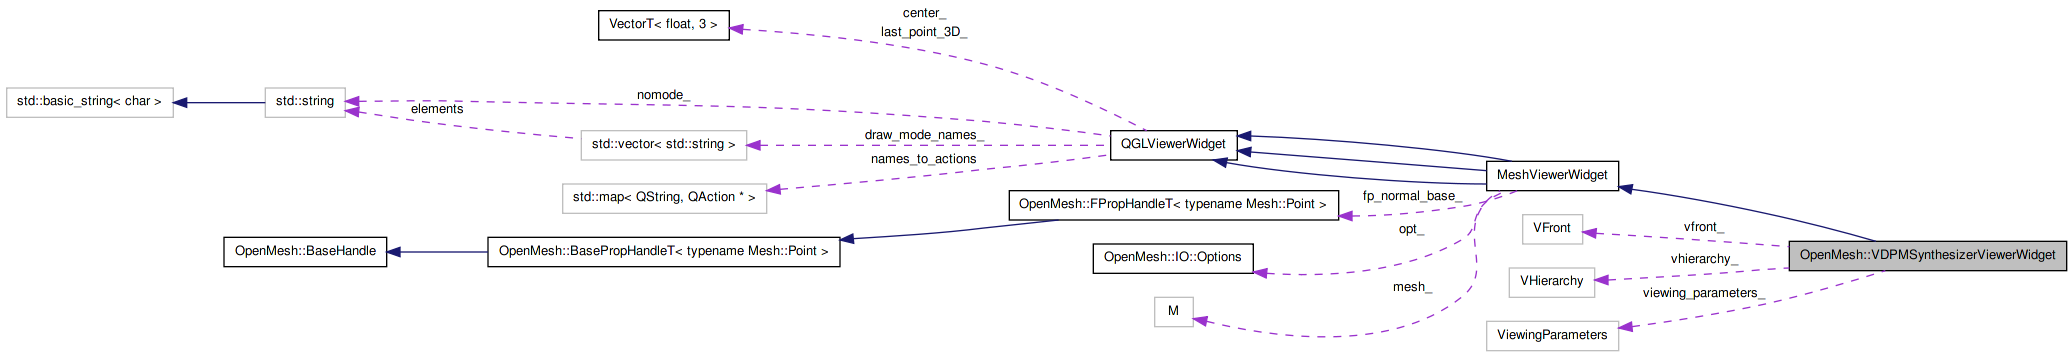 center_
last_point_3D_
VectorT< float, 3 >
nomode_
std::basic_string< char >
std::string
elements
draw_mode_names_
std::vector< std::string >
QGLViewerWidget
names_to_actions
std::map< QString, QAction * >
MeshViewerWidget
fp_normal_base_
OpenMesh::FPropHandleT< typename Mesh::Point >
opt_
VFront
vfront_
OpenMesh::BaseHandle
OpenMesh::BasePropHandleT< typename Mesh::Point >
OpenMesh::IO::Options
vhierarchy_
OpenMesh::VDPMSynthesizerViewerWidget
VHierarchy
mesh_
viewing_parameters_
M
ViewingParameters